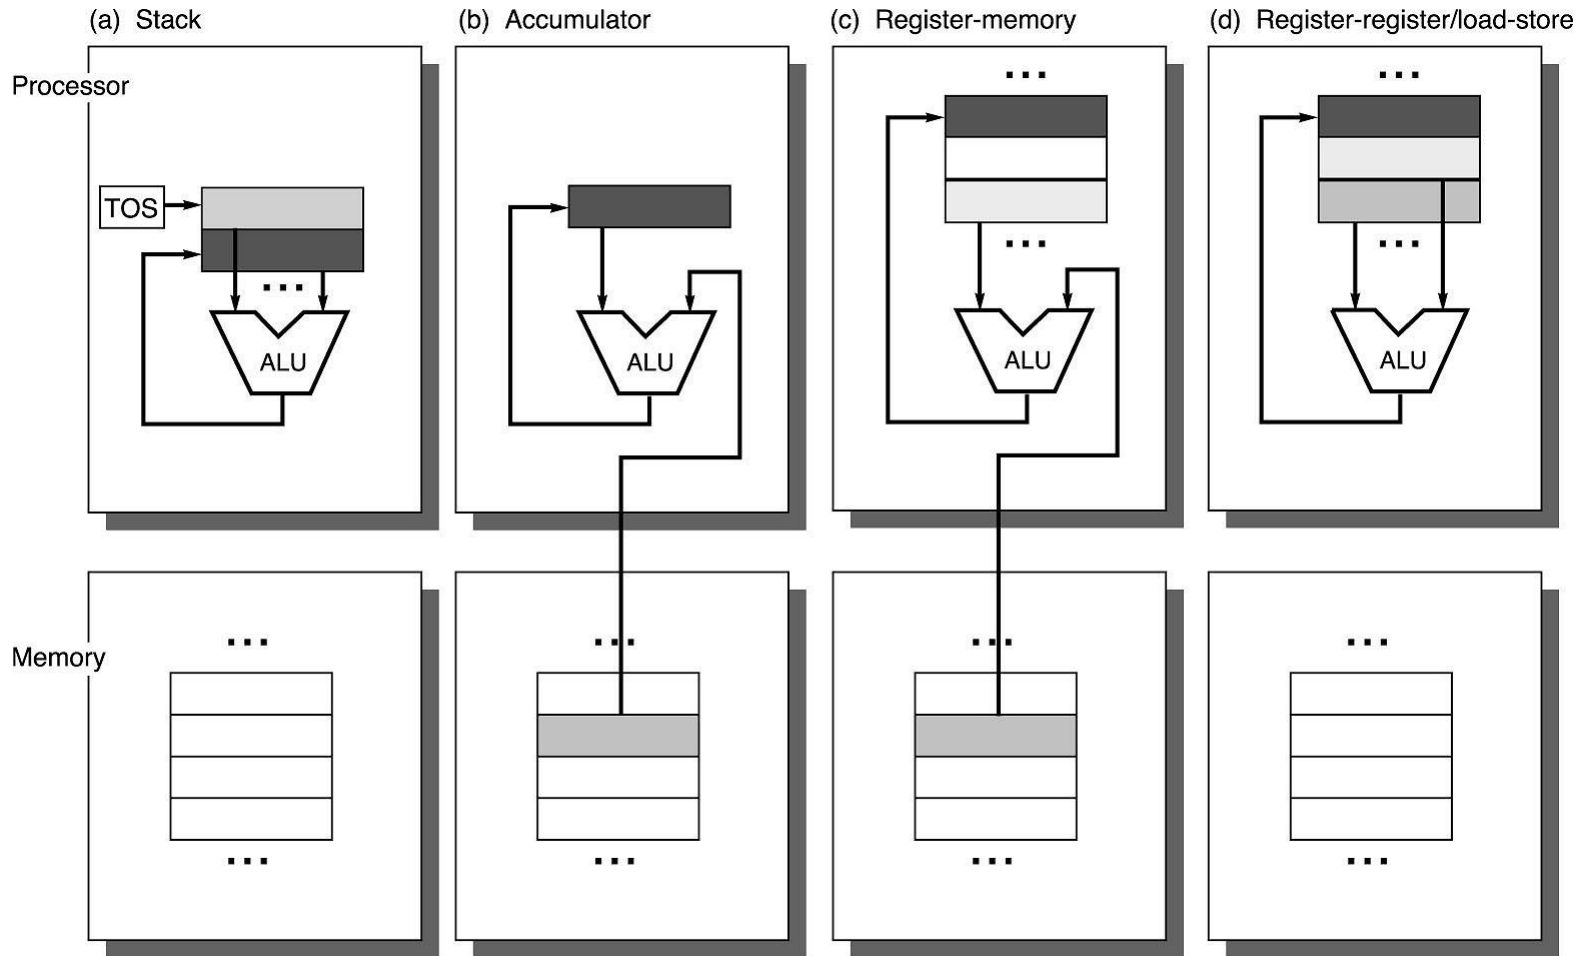 (a) Stack
(b) Accumulator
(c) Register-memory
(d) Register-register/load-store
Processor
...
...
TOS
...
...
...
ALU
ALU
ALU
ALU
Memory
...
...
...
...
...
...
...
...